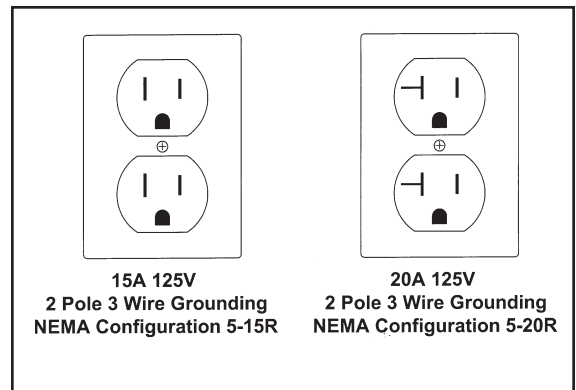 15A 125V
2 Pole 3 Wire Grounding
NEMA Configuration 5-15R
20A 125V
2 Pole 3 Wire Grounding
NEMA Configuration 5-20R